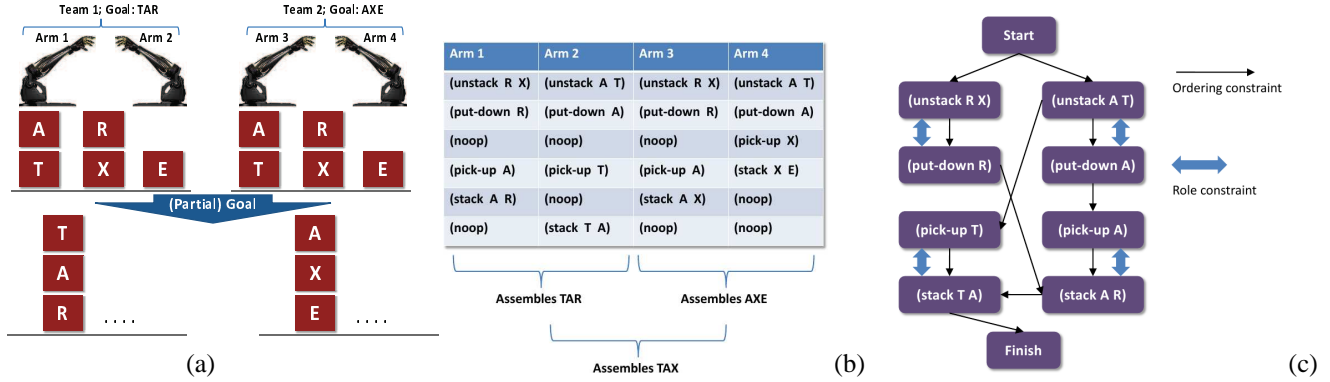 Team 1; Goal: TAR
Team 2; Goal: AXE
Arm 1
Arm 2
Arm 3
Arm 4
A R
T X E
A R
T X E
(Partial) Goal
T
A
R
. . . .
A
X
E
. . . .
(a)
Arm 1 Arm 2 Arm 3 Arm 4
(unstack R X) (unstack A T) (unstack R X) (unstack A T)
(put-down R) (put-down A) (put-down R) (put-down A)
(noop) (noop) (noop) (pick-up X)
(pick-up A) (pick-up T) (pick-up A) (stack X E)
(stack A R) (noop) (stack A X) (noop)
(noop) (stack T A) (noop) (noop)
Assembles TAR
Assembles AXE
Assembles TAX
(b)
Start
(unstack R X) (unstack A T)
(put-down R) (put-down A)
(pick-up T) (pick-up A)
(stack T A) (stack A R)
Finish
Ordering constraint
Role constraint
(c)